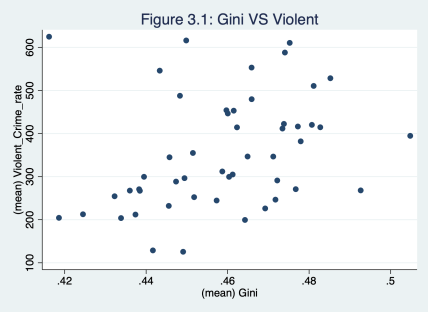 Figure 3.1: Gini VS Violent
(mean) Violent_Crime_rate
600
500
400
300
200
100
.42 .44 .46 .48 .5
(mean) Gini